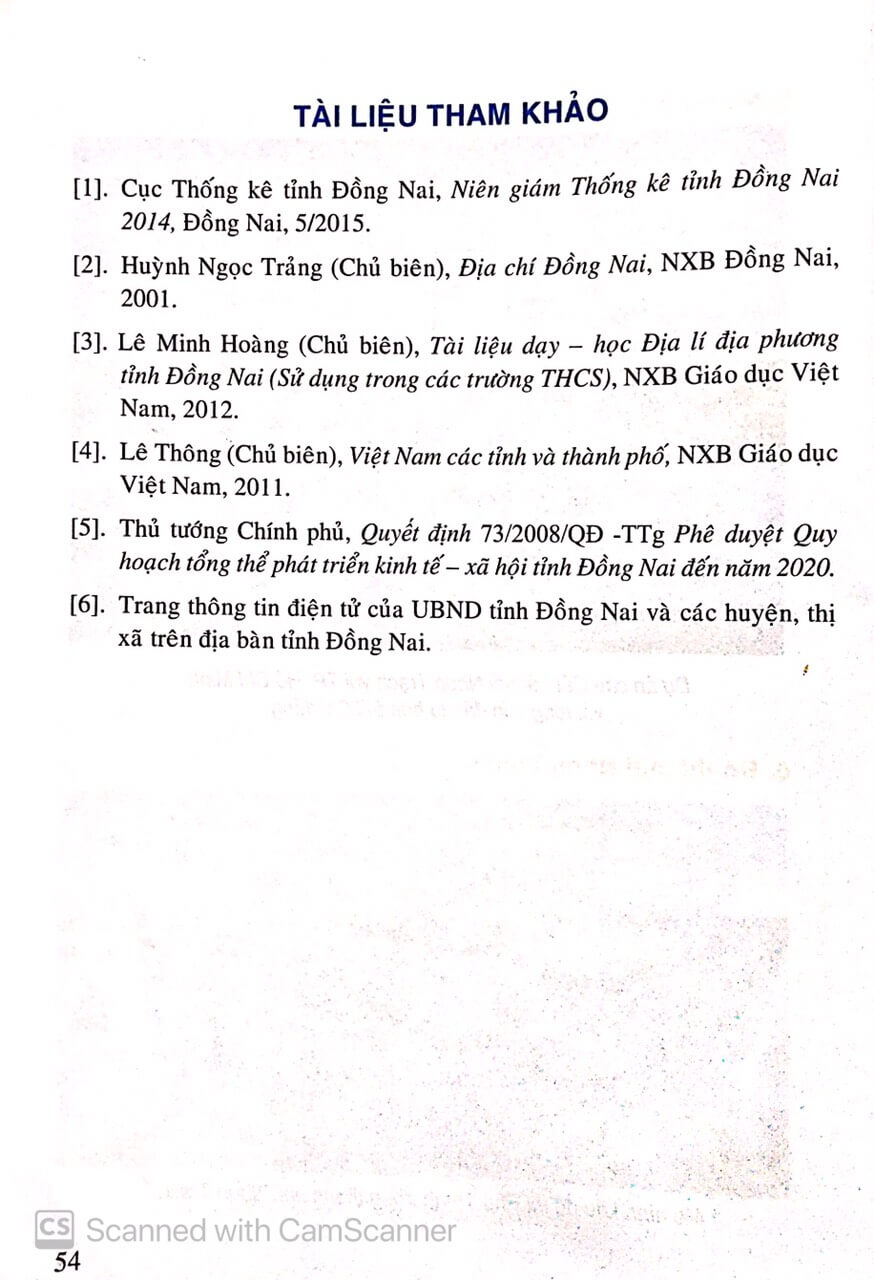 TÀI LIỆU THAM KHẢO
[1]. Cục Thống kê tỉnh Đồng Nai, Niên giám Thống kê tỉnh Đồng Nai
2014, Đồng Nai, 5/2015.
[2]. Huỳnh Ngọc Trảng (Chủ biên), Địa chí Đồng Nai, NXB Đồng Nai,
2001.
[3]. Lê Minh Hoàng (Chủ biên), Tài liệu dạy – học Địa lí địa phương
tỉnh Đồng Nai (Sử dụng trong các trường THCS), NXB Giáo dục Việt
Nam, 2012.
[4]. Lê Thông (Chủ biên), Việt Nam các tỉnh và thành phố, NXB Giáo dục
Việt Nam, 2011.
[5]. Thủ tướng Chính phủ, Quyết định 73/2008/QĐ -TTg Phê duyệt Quy
hoạch tổng thể phát triển kinh tế – xã hội tỉnh Đồng Nai đến năm 2020.
[6]. Trang thông tin điện tử của UBND tỉnh Đồng Nai và các huyện, thị
xã trên địa bàn tỉnh Đồng Nai.
CS Scanned with CamScanner
54